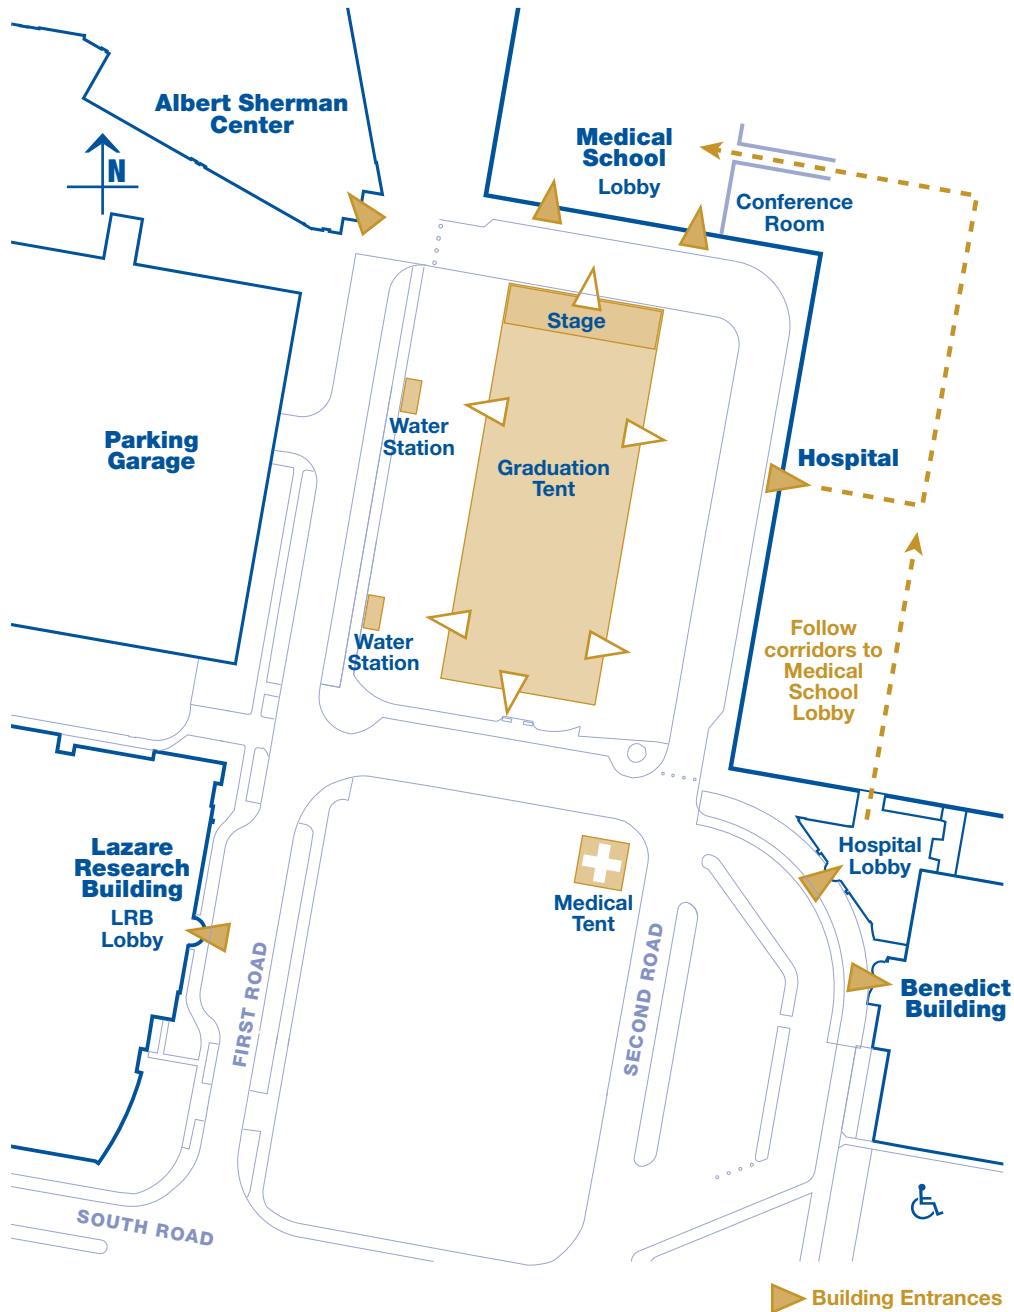 Albert Sherman
Center
N
Medical
School
Lobby
Conference
Room
Stage
Water
Station
Parking
Garage
Graduation
Tent
Hospital
Water
Station
Follow
corridors to
Medical
School
Lobby
Lazare
Research
Building
LRB
Lobby
Hospital
Lobby
Medical
Tent
FIRST ROAD
SECOND ROAD
Benedict
Building
SOUTH ROAD
Building Entrances